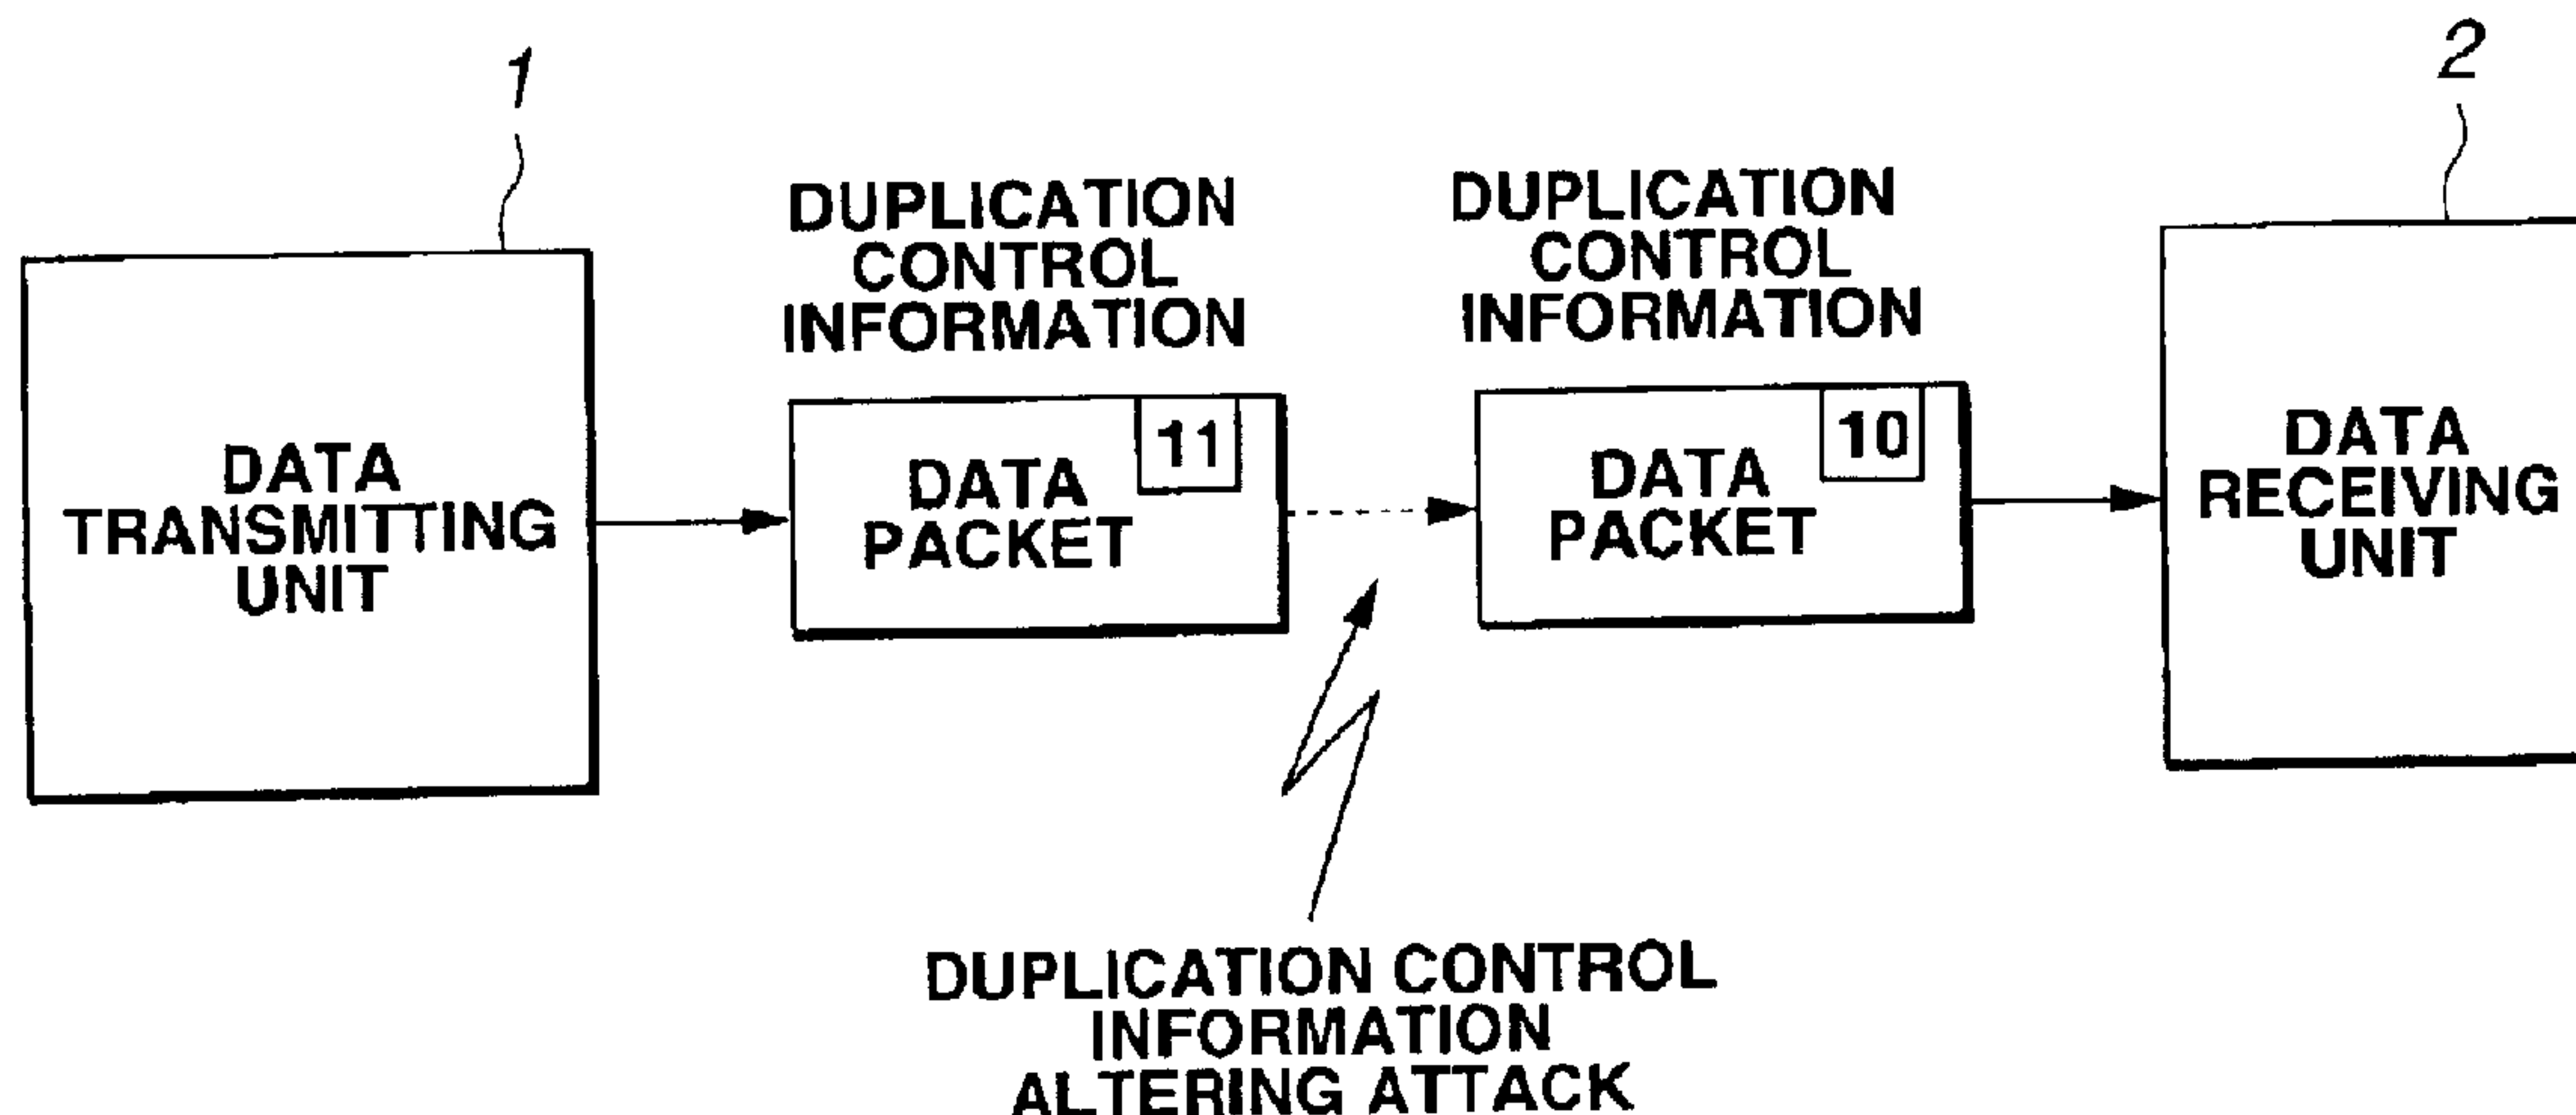 1
2
DUPLICATION
CONTROL
INFORMATION
DUPLICATION
CONTROL
INFORMATION
DATA
TRANSMITTING
UNIT
11
DATA
PACKET
10
DATA
PACKET
DATA
RECEIVING
UNIT
DUPLICATION CONTROL
INFORMATION
ALTERING ATTACK